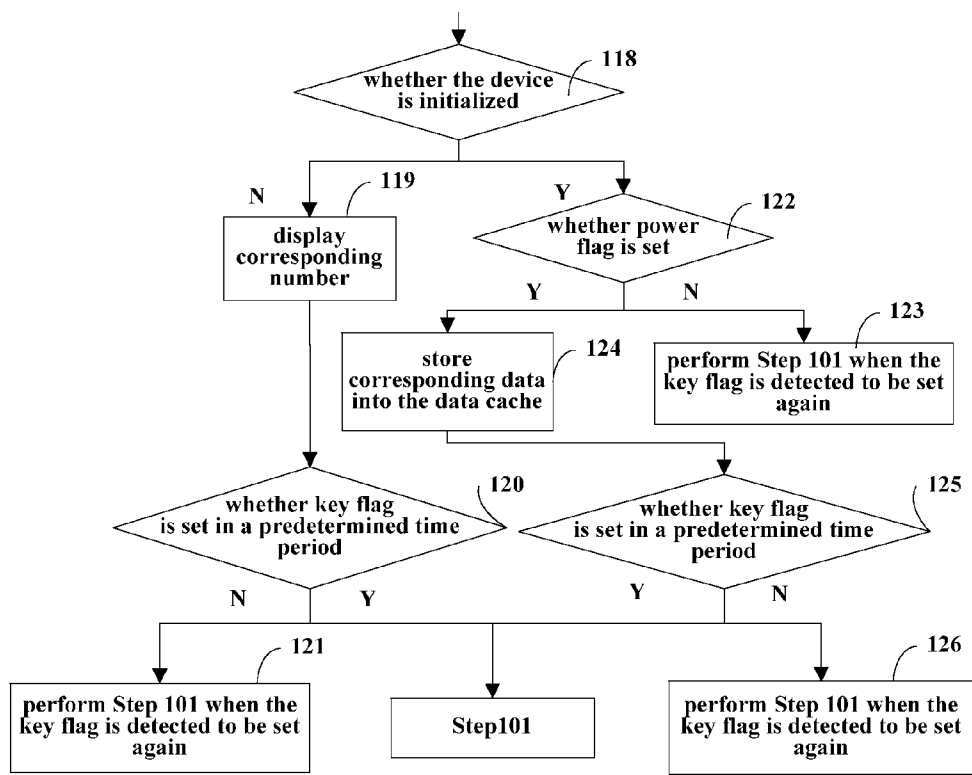 118
whether the device
is initialized
119
N
Y
122
display
corresponding
number
whether power
flag is set
Y
N
123
store
corresponding data
into the data cache
124
perform Step 101 when the
key flag is detected to be set
again
120
whether key flag
is set in a predetermined time
period
125
whether key flag
is set in a predetermined time
period
N
Y
Y
N
121
126
perform Step 101 when the
key flag is detected to be set
again
Step101
perform Step 101 when the
key flag is detected to be set
again